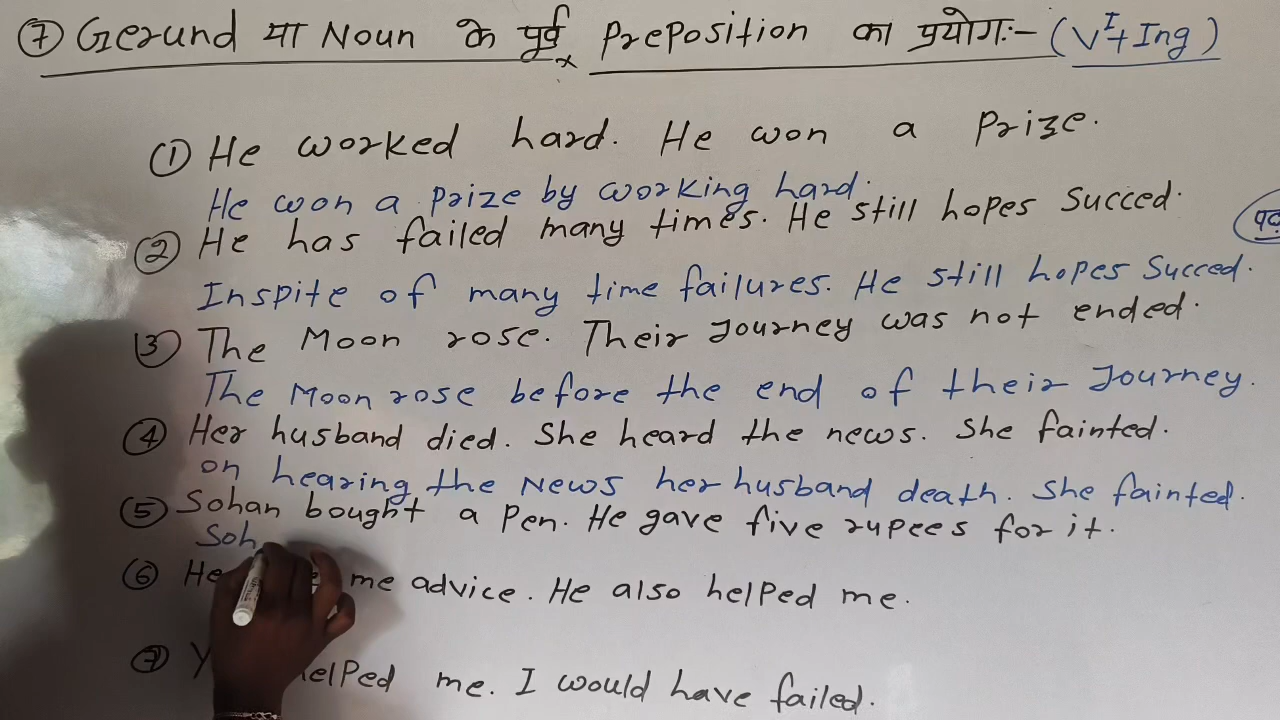 ⑦ Gerund या Noun के पूर्व Preposition का प्रयोगः- (V^I + Ing)
① He worked hard. He won a Prize.
He won a Prize by working hard.
② He has failed many times. He still hopes Succed.
Inspite of many time failures. He still hopes Succed.
③ The Moon rose. Their Journey was not ended.
The Moon rose before the end of their Journey.
④ Her husband died. She heard the news. She fainted.
on hearing the News her husband death. She fainted.
⑤ Sohan bought a Pen. He gave five rupees for it.
Soh
⑥ He me advice. He also helped me.
⑦ helped me. I would have failed.